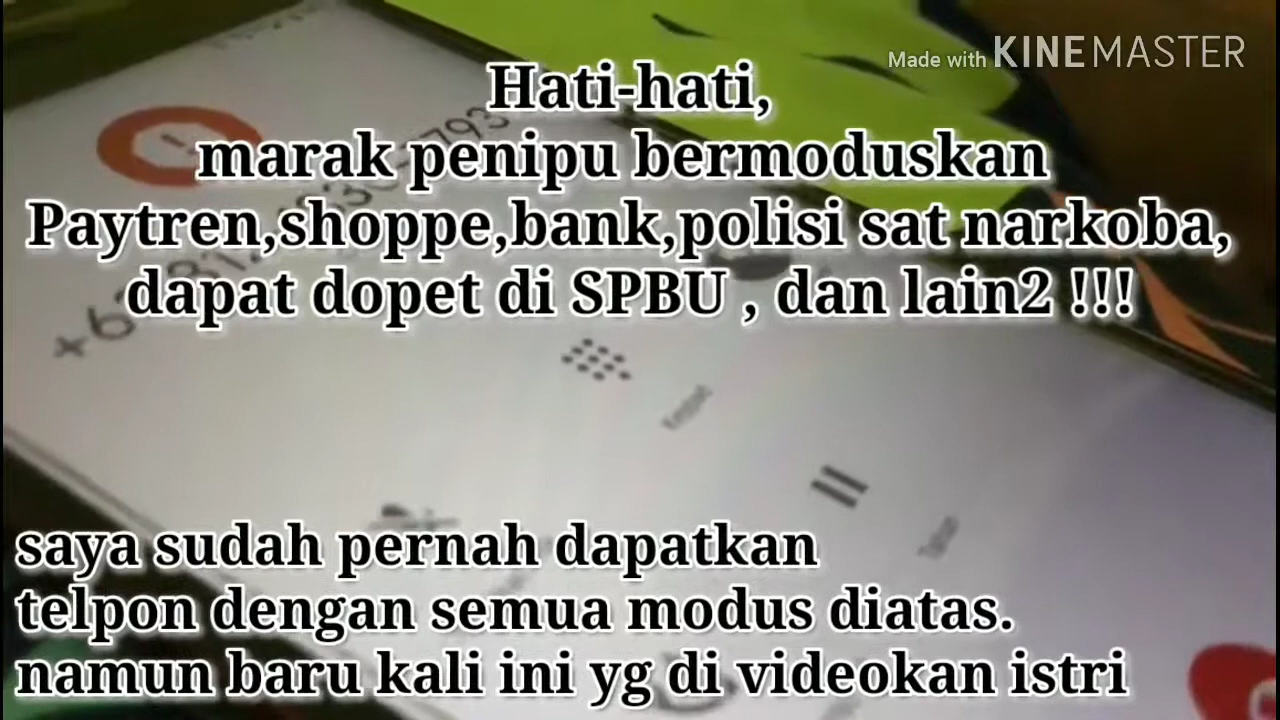 Made with KINEMASTER
Hati-hati,
marak penipu bermoduskan
Paytren,shoppe,bank,polisi sat narkoba,
dapat dopet di SPBU , dan lain2 !!!
saya sudah pernah dapatkan
telpon dengan semua modus diatas.
namun baru kali ini yg di videokan istri